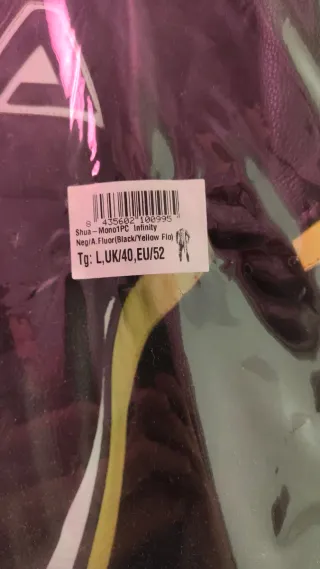 A
8 435602 100995
Shua - Mono1PC Infinity
Neg/A.Fluor(Black/Yellow Flo)
Tg: L,UK/40,EU/52